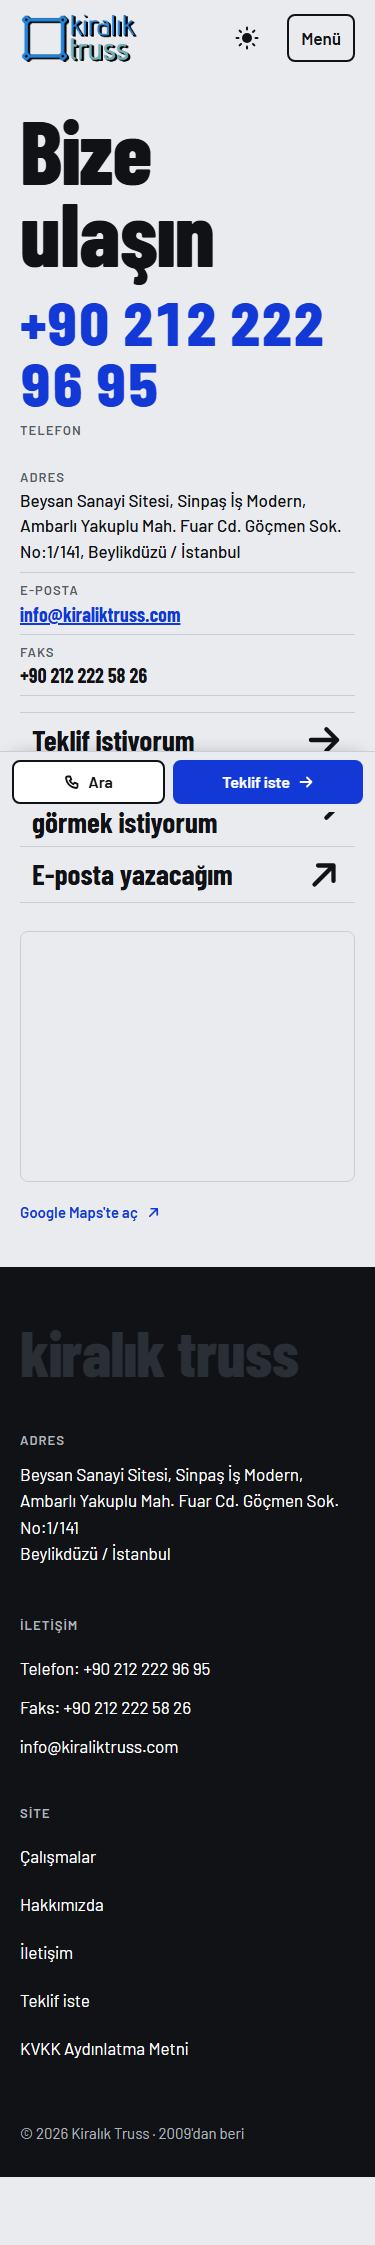 kiralık
truss
Menü
Bize
ulaşın
+90 212 222
96 95
TELEFON
ADRES
Beysan Sanayi Sitesi, Sinpaş İş Modern,
Ambarlı Yakuplu Mah. Fuar Cd. Göçmen Sok.
No:1/141, Beylikdüzü / İstanbul
E-POSTA
info@kiraliktruss.com
FAKS
+90 212 222 58 26
Teklif istiyorum
Ara
Teklif iste
görmek istiyorum
E-posta yazacağım
Google Maps'te aç
kiralık truss
ADRES
Beysan Sanayi Sitesi, Sinpaş İş Modern,
Ambarlı Yakuplu Mah. Fuar Cd. Göçmen Sok.
No:1/141
Beylikdüzü / İstanbul
İLETİŞİM
Telefon: +90 212 222 96 95
Faks: +90 212 222 58 26
info@kiraliktruss.com
SİTE
Çalışmalar
Hakkımızda
İletişim
Teklif iste
KVKK Aydınlatma Metni
© 2026 Kiralık Truss · 2009'dan beri